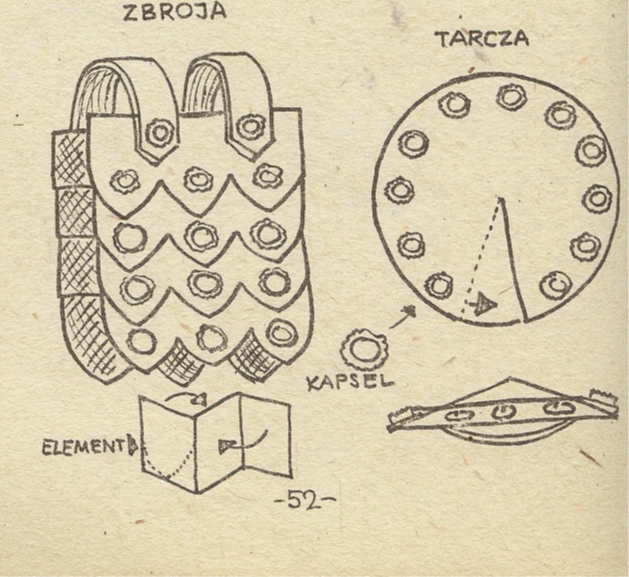 ZBROJA
TARCZA
KAPSEL
ELEMENT
-52-